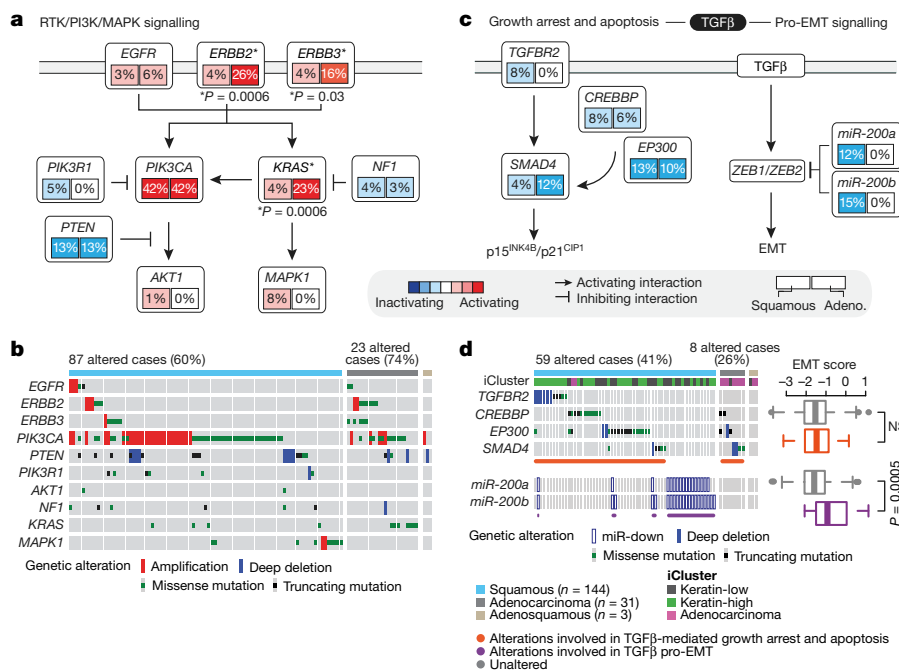 a
RTK/PI3K/MAPK signalling
EGFR
3% 6%
ERBB2*
4% 26%
*P = 0.0006
ERBB3*
4% 16%
*P = 0.03
PIK3R1
5% 0%
PIK3CA
42% 42%
KRAS*
4% 23%
*P = 0.0006
NF1
4% 3%
PTEN
13% 13%
AKT1
1% 0%
MAPK1
8% 0%
c
Growth arrest and apoptosis
TGFβ
Pro-EMT signalling
TGFBR2
8% 0%
TGFβ
CREBBP
8% 6%
EP300
13% 10%
SMAD4
4% 12%
p15INK4B/p21CIP1
miR-200a
12% 0%
ZEB1/ZEB2
miR-200b
15% 0%
EMT
Inactivating Activating
Activating interaction
Inhibiting interaction
Squamous Adeno.
b
87 altered cases (60%)
23 altered
cases (74%)
EGFR
ERBB2
ERBB3
PIK3CA
PTEN
PIK3R1
AKT1
NF1
KRAS
MAPK1
Genetic alteration
Amplification
Deep deletion
Missense mutation
Truncating mutation
d
59 altered cases (41%)
8 altered cases
(26%)
iCluster
TGFBR2
CREBBP
EP300
SMAD4
miR-200a
miR-200b
EMT score
−3 −2 −1 0 1
NS
P = 0.0005
Genetic alteration
miR-down
Deep deletion
Missense mutation
Truncating mutation
Squamous (n = 144)
Adenocarcinoma (n = 31)
Adenosquamous (n = 3)
iCluster
Keratin-low
Keratin-high
Adenocarcinoma
Alterations involved in TGFβ-mediated growth arrest and apoptosis
Alterations involved in TGFβ pro-EMT
Unaltered